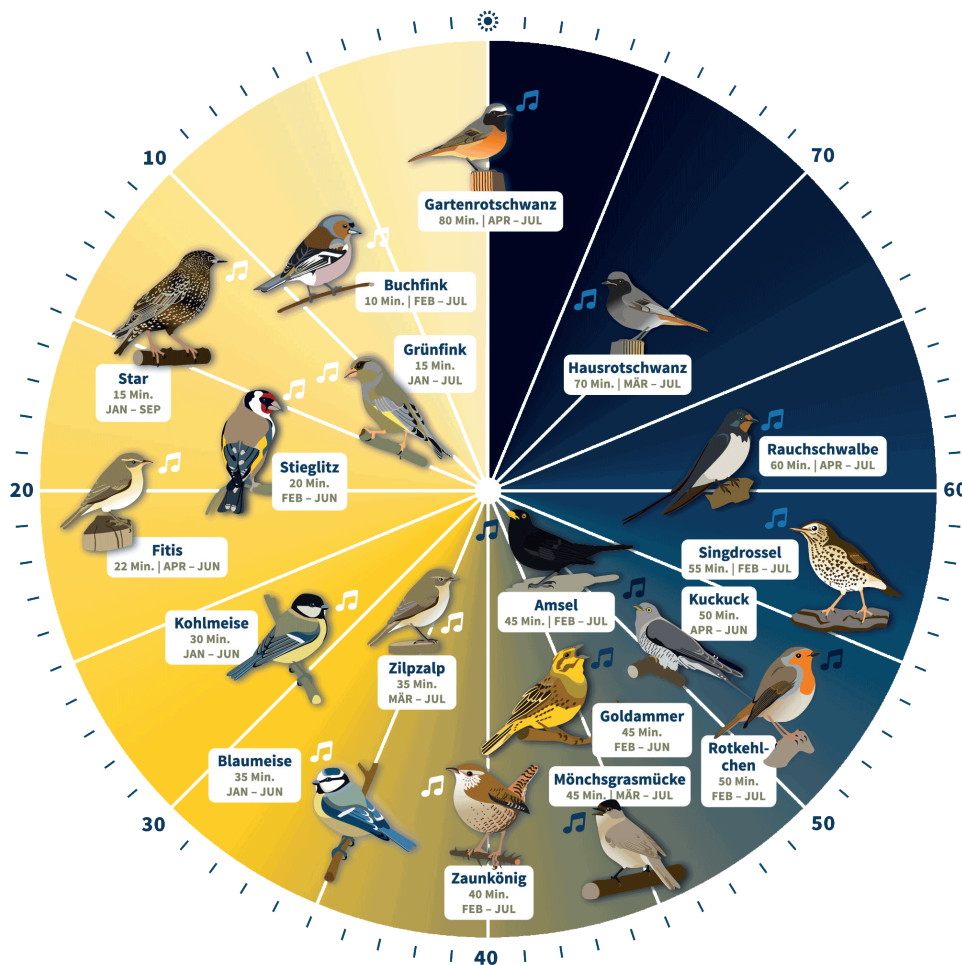 Gartenrotschwanz
80 Min. | APR – JUL
70
Hausrotschwanz
70 Min. | MÄR – JUL
Rauchschwalbe
60 Min. | APR – JUL
60
Singdrossel
55 Min. | FEB – JUL
Kuckuck
50 Min.
APR – JUN
Rotkehl-
chen
50 Min.
FEB – JUL
50
Amsel
45 Min. | FEB – JUL
Goldammer
45 Min.
FEB – JUN
Mönchsgrasmücke
45 Min. | MÄR – JUL
Zaunkönig
40 Min.
FEB – JUL
40
Zilpzalp
35 Min.
MÄR – JUL
Blaumeise
35 Min.
JAN – JUN
30
Kohlmeise
30 Min.
JAN – JUN
Fitis
22 Min. | APR – JUN
20
Stieglitz
20 Min.
FEB – JUN
Star
15 Min.
JAN – SEP
Grünfink
15 Min.
JAN – JUL
Buchfink
10 Min. | FEB – JUL
10